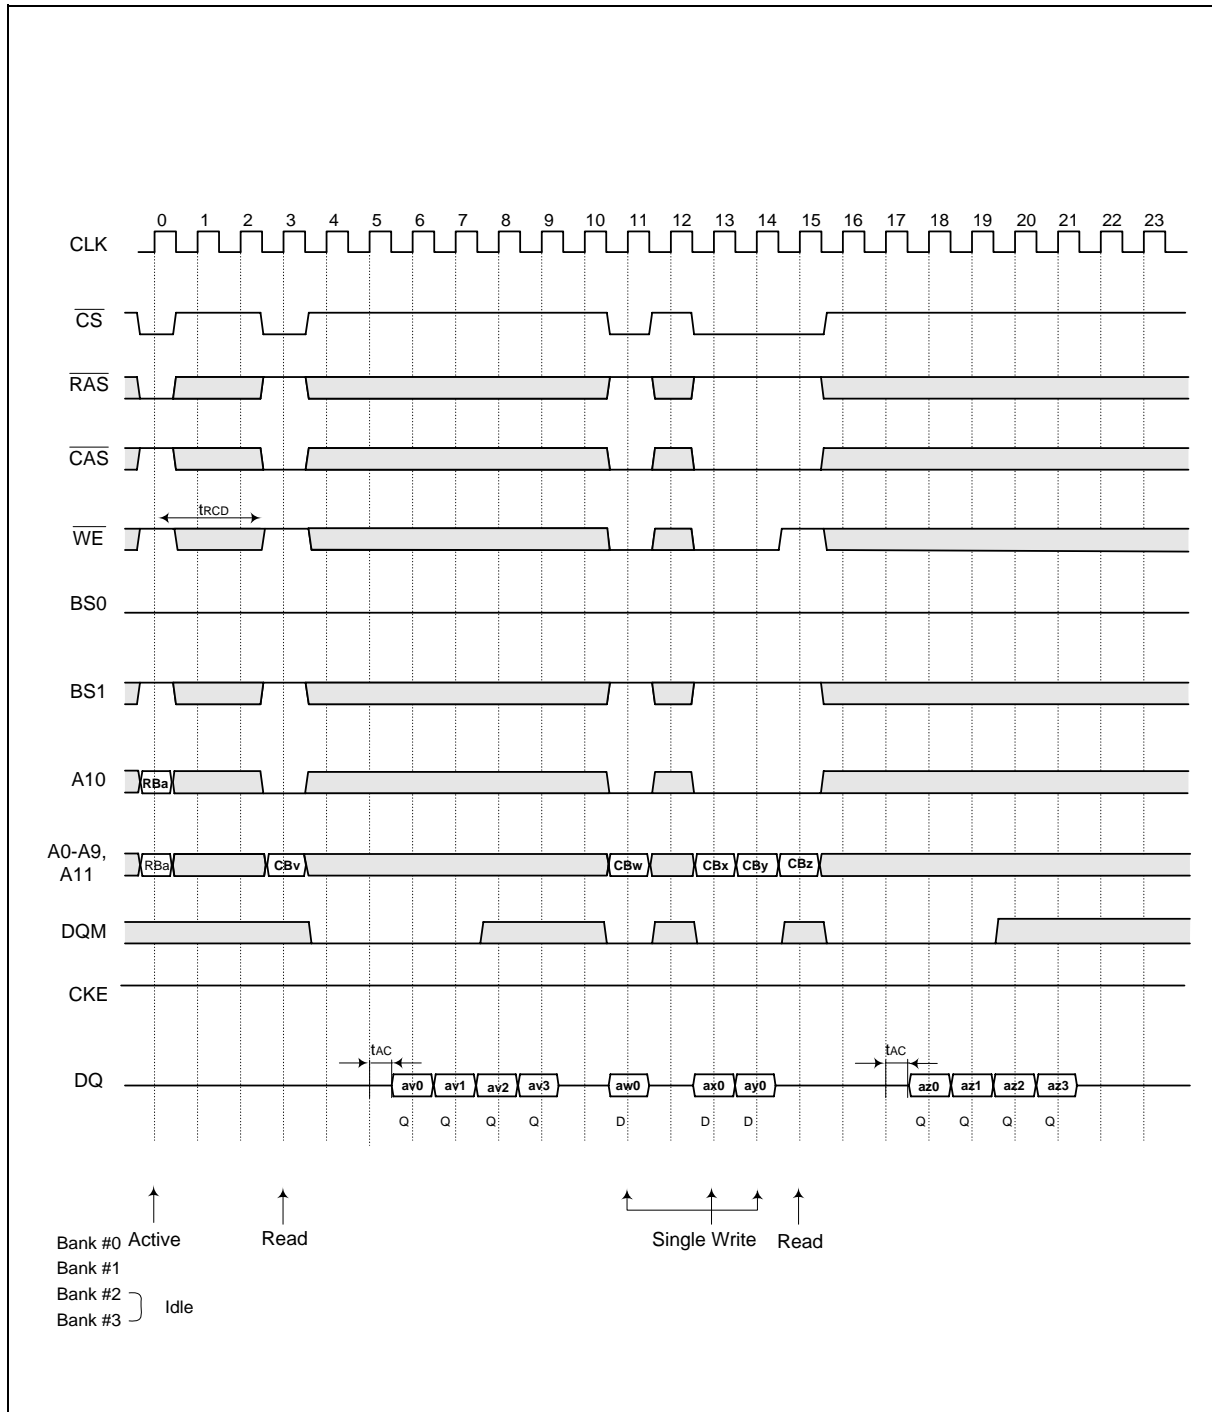 0 1 2 3 4 5 6 7 8 9 10 11 12 13 14 15 16 17 18 19 20 21 22 23
CLK
CS
RAS
CAS
tRCD
WE
BS0
BS1
A10 RBa
A0-A9,
A11
RBa CBv CBw CBx CBy CBz
DQM
CKE
tAC tAC
DQ av0 av1 av2 av3 aw0 ax0 ay0 az0 az1 az2 az3
Q Q Q Q D D D Q Q Q Q
Bank #0 Active Read Single Write Read
Bank #1
Bank #2
Idle
Bank #3